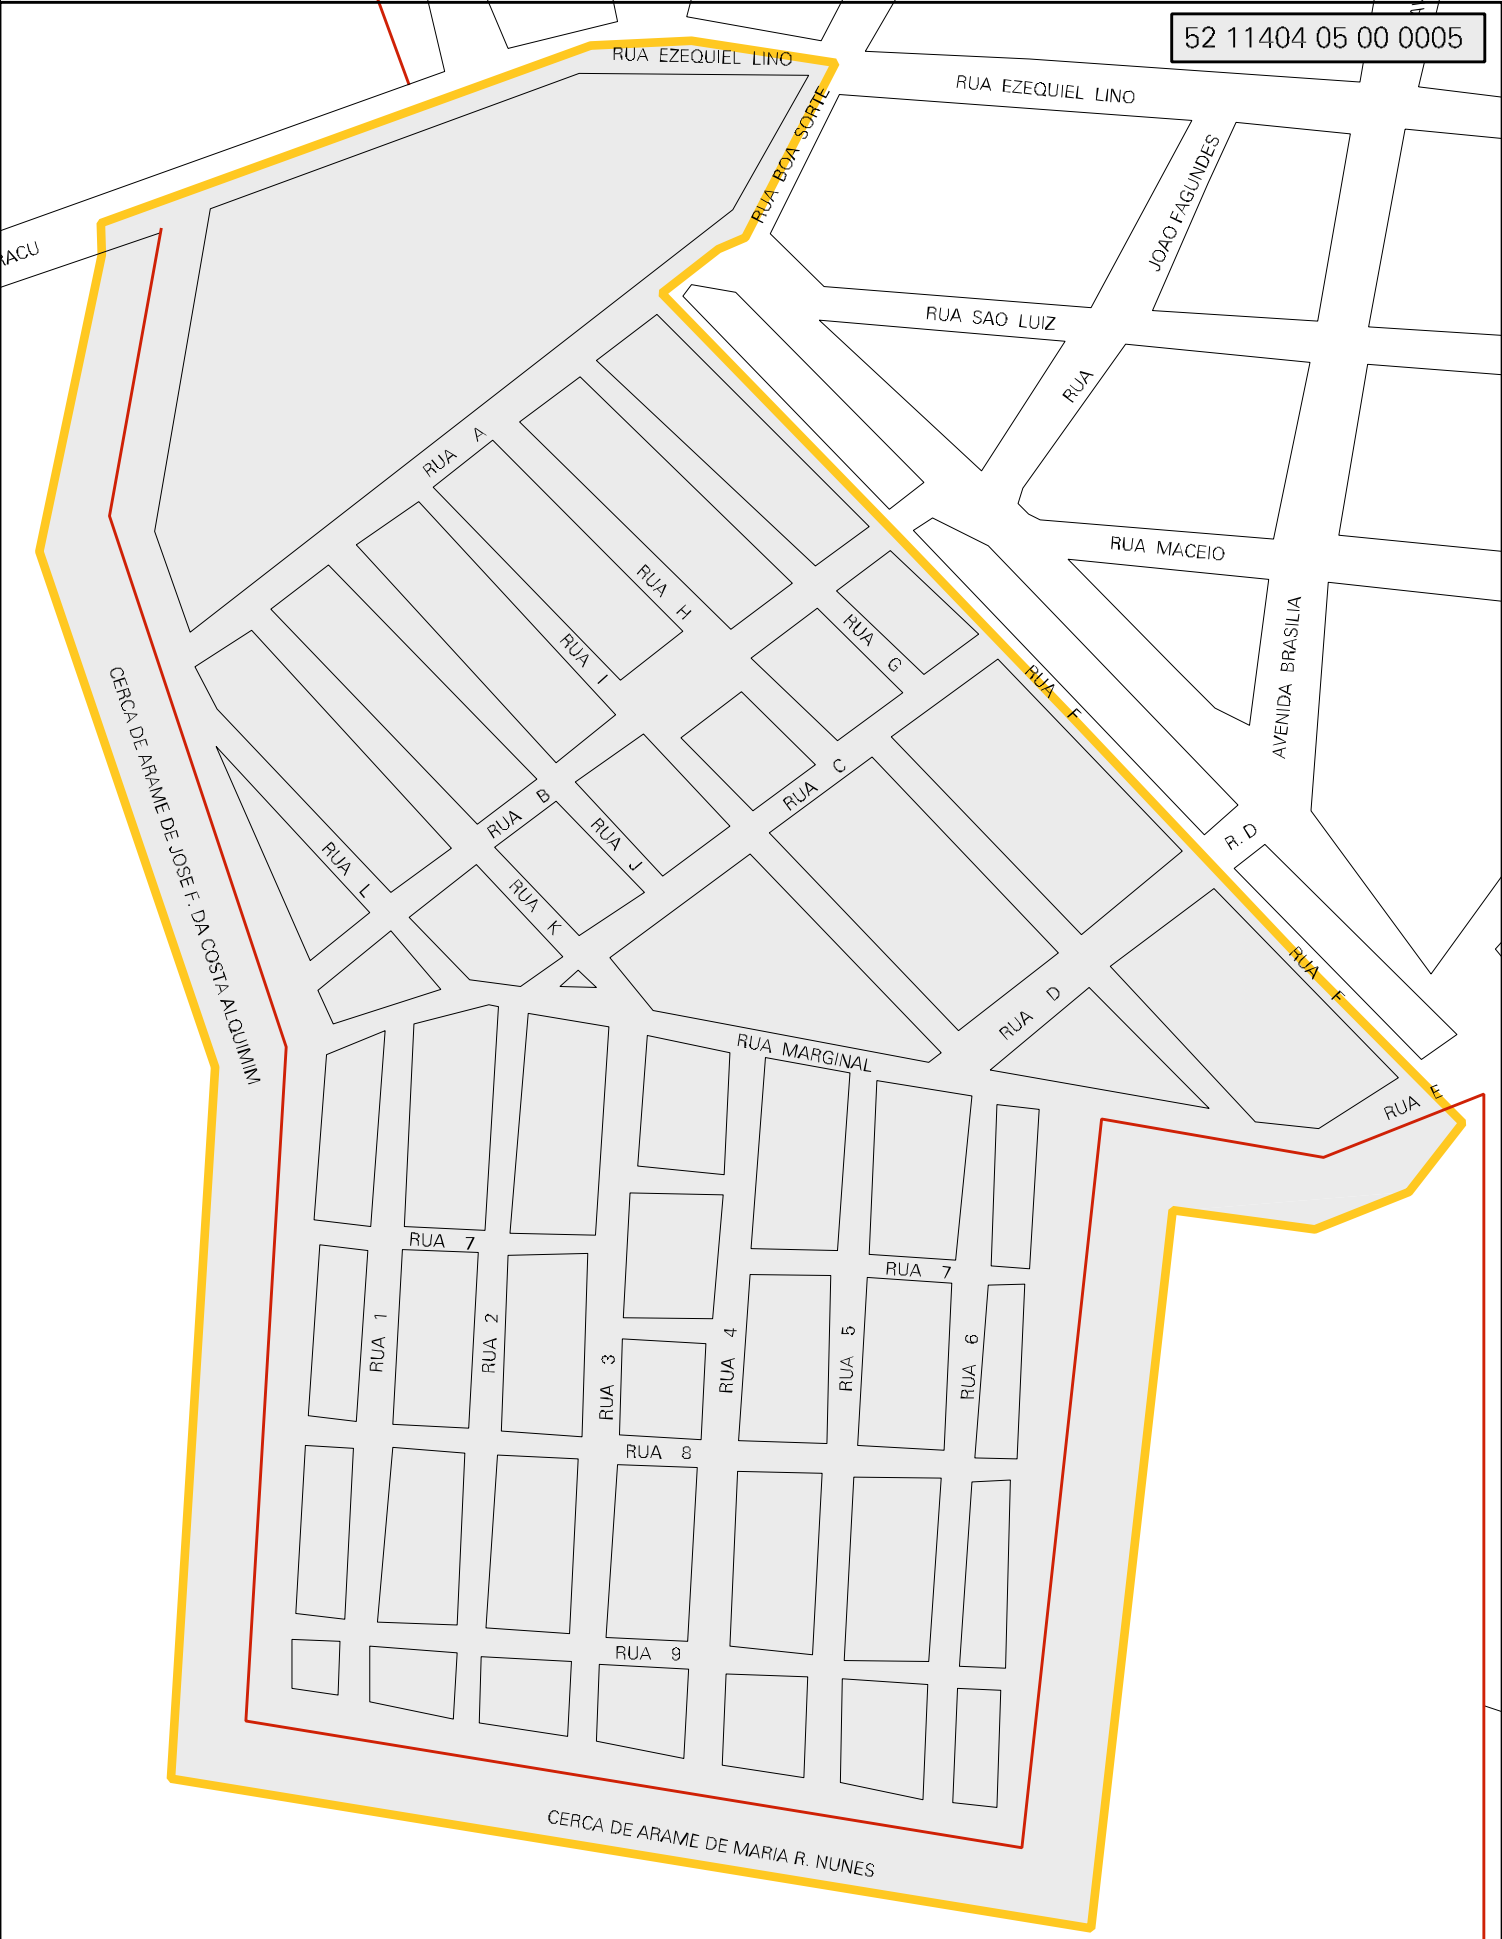 52 11404 05 00 0005
RUA EZEQUIEL LINO
RUA EZEQUIEL LINO
RUA BOA SORTE
JOAO FAGUNDES
RUA
RUA SAO LUIZ
RUA A
RUA H
RUA I
RUA G
RUA MACEIO
AVENIDA BRASILIA
RUA F
CERCA DE ARAME DE JOSE F. DA COSTA ALQUIMIM
RUA B
RUA C
RUA J
R. D
RUA L
RUA K
RUA F
RUA D
RUA MARGINAL
RUA E
RUA 7
RUA 7
RUA 1
RUA 2
RUA 3
RUA 4
RUA 5
RUA 6
RUA 8
RUA 9
CERCA DE ARAME DE MARIA R. NUNES